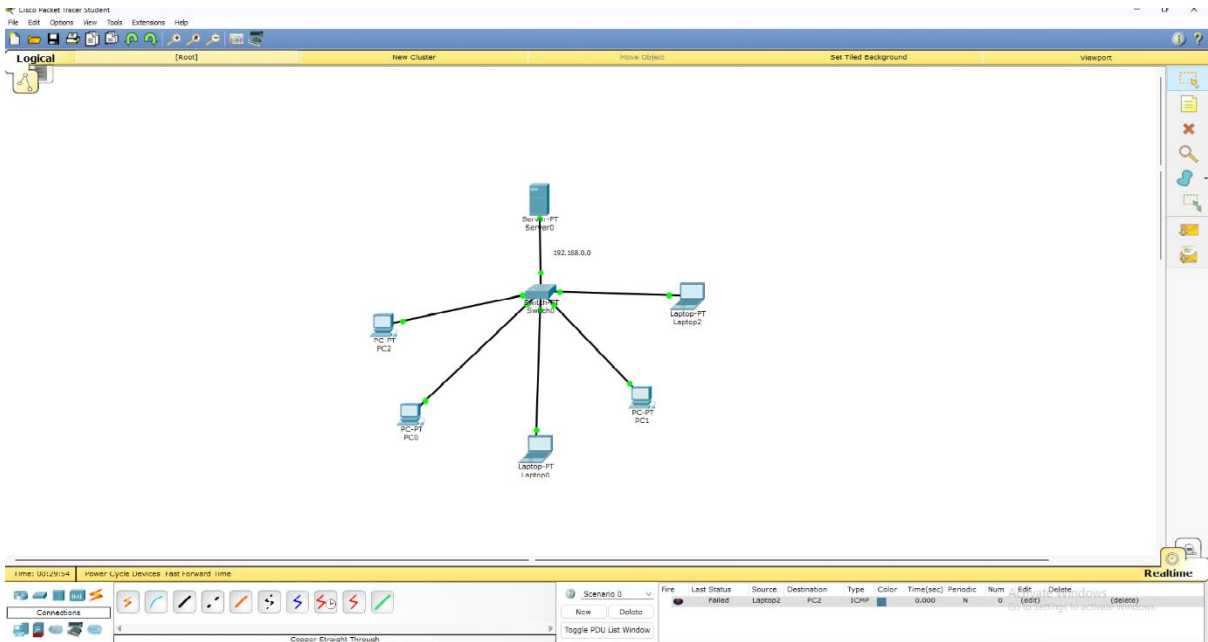 Cisco Packet Tracer Student
File Edit Options View Tools Extensions Help
Logical [Root] New Cluster Move Object Set Tiled Background Viewport
Server-PT
Server0
192.168.0.0
Switch-PT
Switch0
Laptop-PT
Laptop2
PC-PT
PC2
PC-PT
PC1
PC-PT
PC0
Laptop-PT
Laptop0
Time: 00:29:54 Power Cycle Devices Fast Forward Time Realtime
Connections
Copper Straight Through
Scenario 0
New Delete
Toggle PDU List Window
Fire Last Status Source Destination Type Color Time(sec) Periodic Num Edit Delete
Failed Laptop2 PC2 ICMP 0.000 N 0 (edit) (delete)
Activate Windows
Go to Settings to activate Windows.